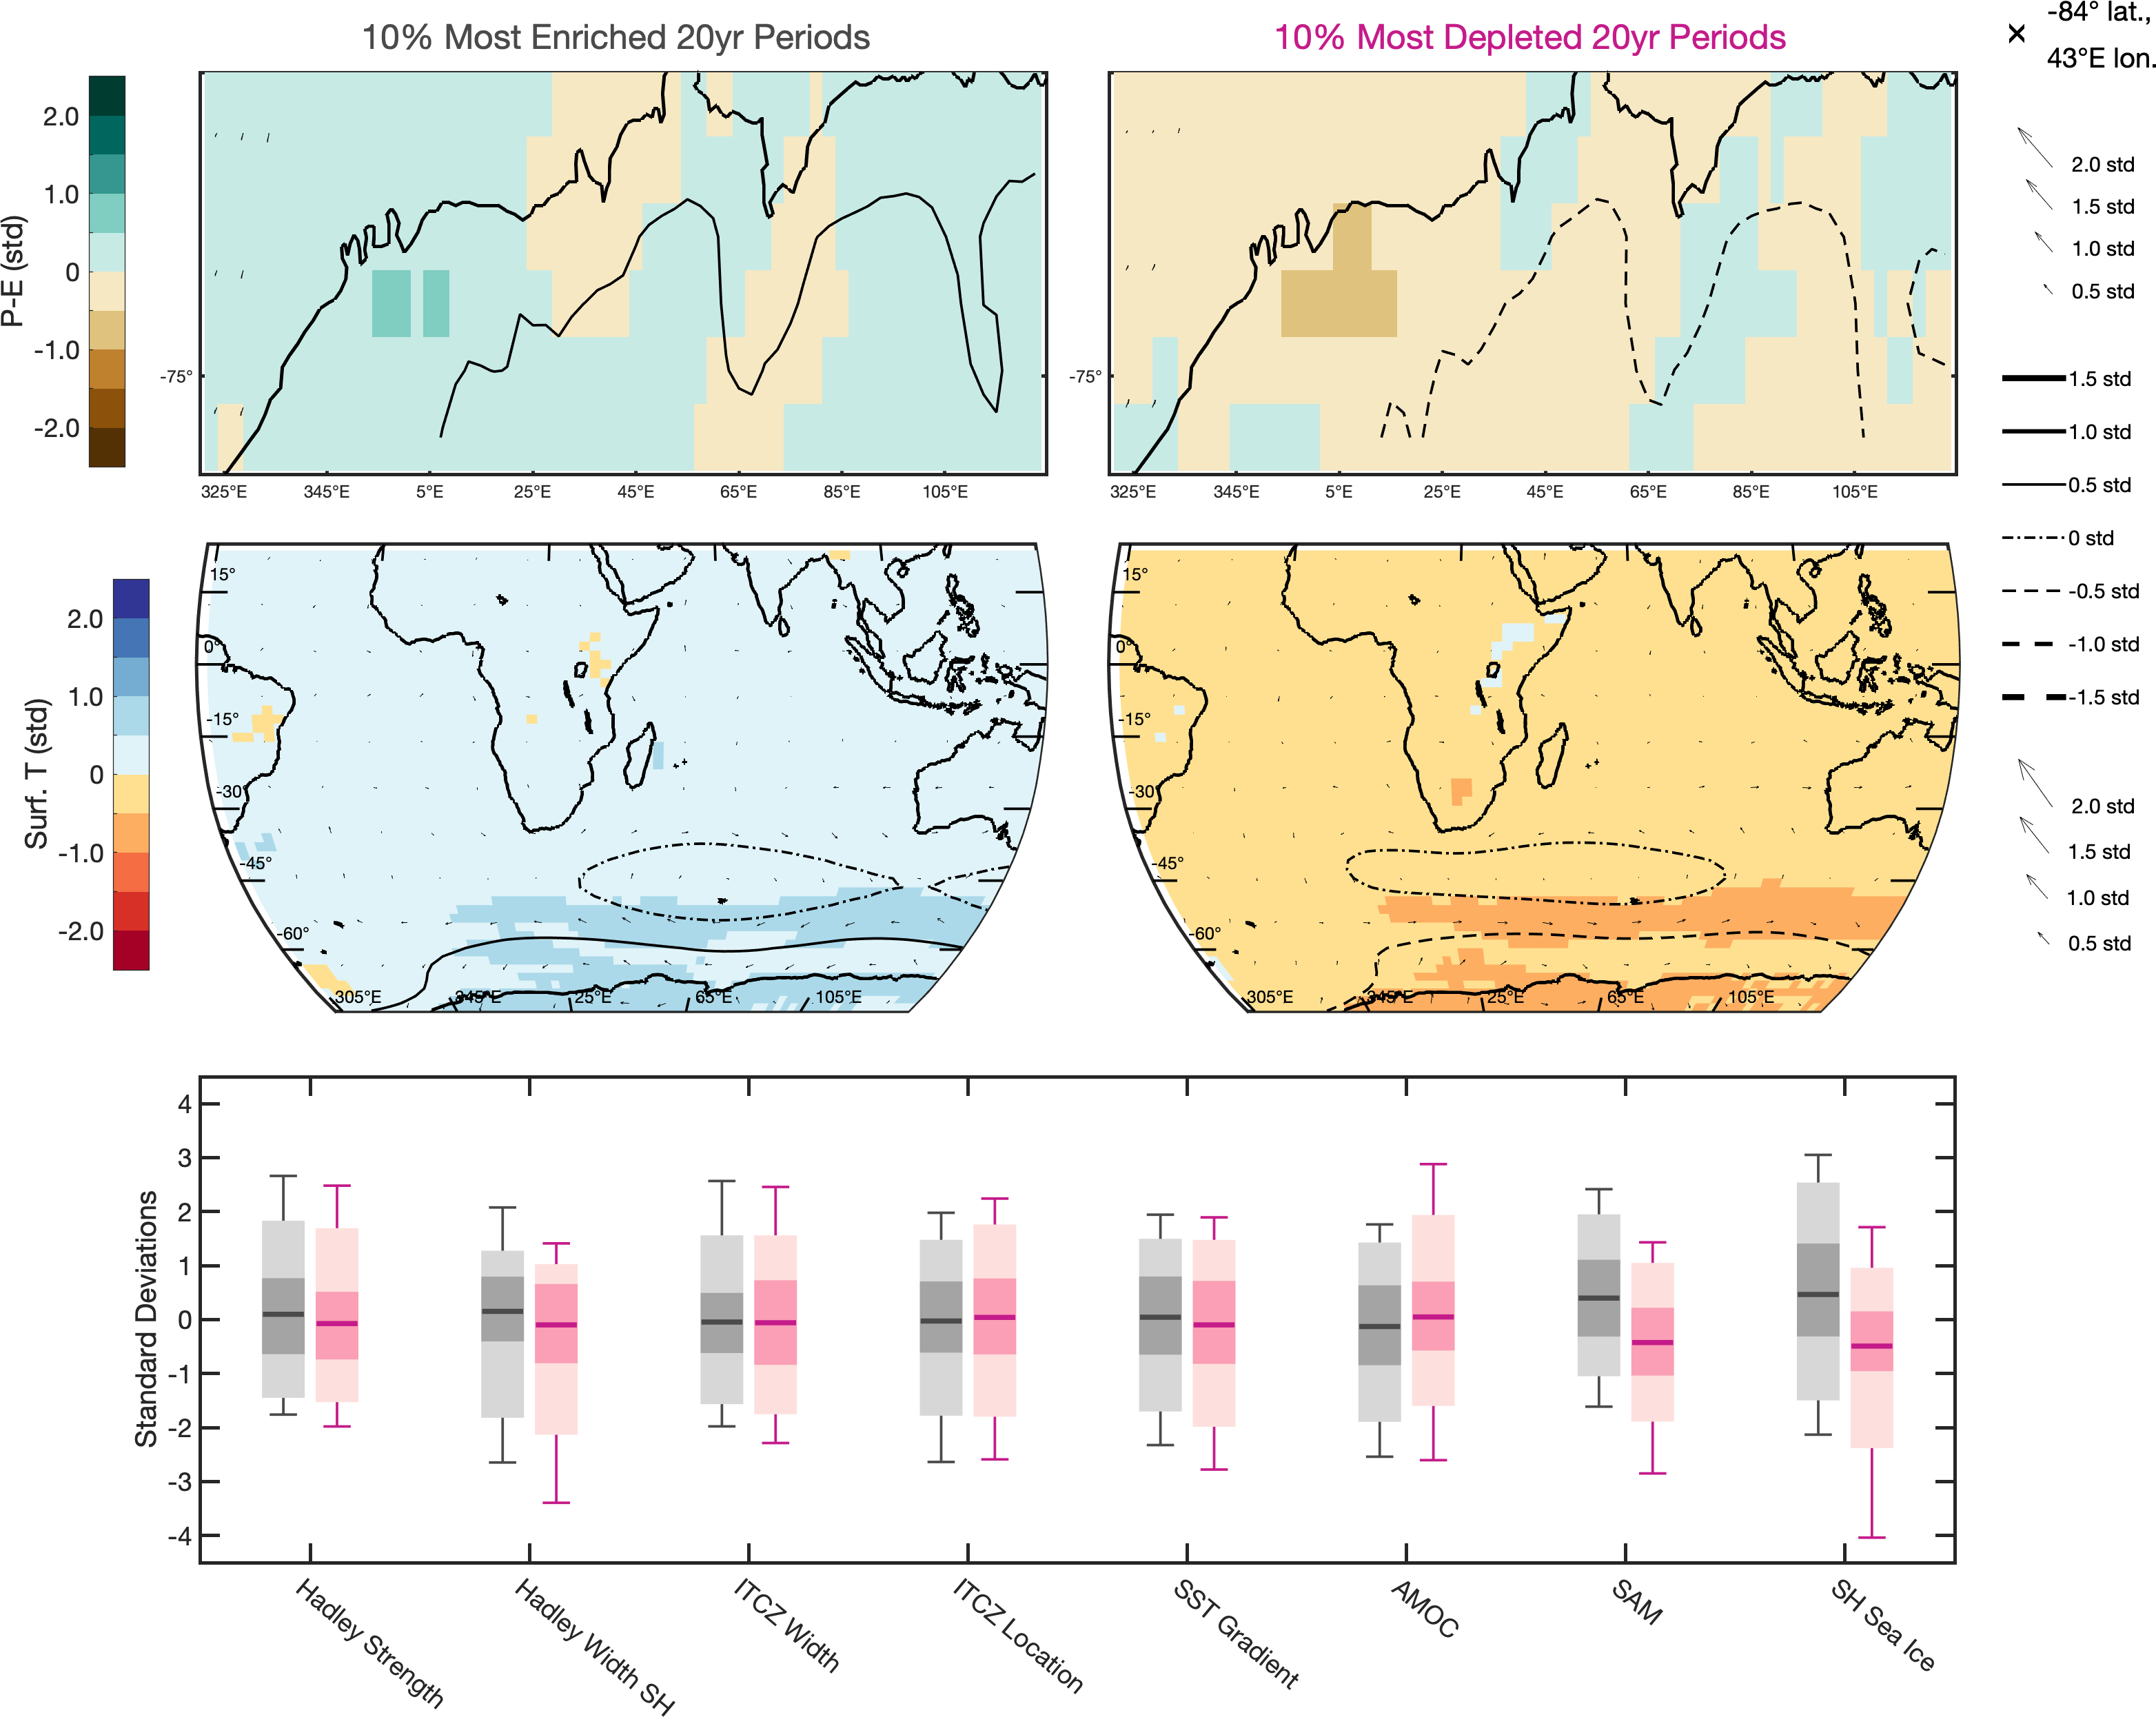 10% Most Enriched 20yr Periods
10% Most Depleted 20yr Periods
× -84° lat.,
43°E lon.
P-E (std)
2.0
1.0
0
-1.0
-2.0
-75°
325°E 345°E 5°E 25°E 45°E 65°E 85°E 105°E
-75°
325°E 345°E 5°E 25°E 45°E 65°E 85°E 105°E
2.0 std
1.5 std
1.0 std
0.5 std
1.5 std
1.0 std
0.5 std
0 std
-0.5 std
-1.0 std
-1.5 std
Surf. T (std)
2.0
1.0
0
-1.0
-2.0
15°
0°
-15°
-30°
-45°
-60°
305°E 345°E 25°E 65°E 105°E
15°
0°
-15°
-30°
-45°
-60°
305°E 345°E 25°E 65°E 105°E
2.0 std
1.5 std
1.0 std
0.5 std
Standard Deviations
4
3
2
1
0
-1
-2
-3
-4
Hadley Strength
Hadley Width SH
ITCZ Width
ITCZ Location
SST Gradient
AMOC
SAM
SH Sea Ice